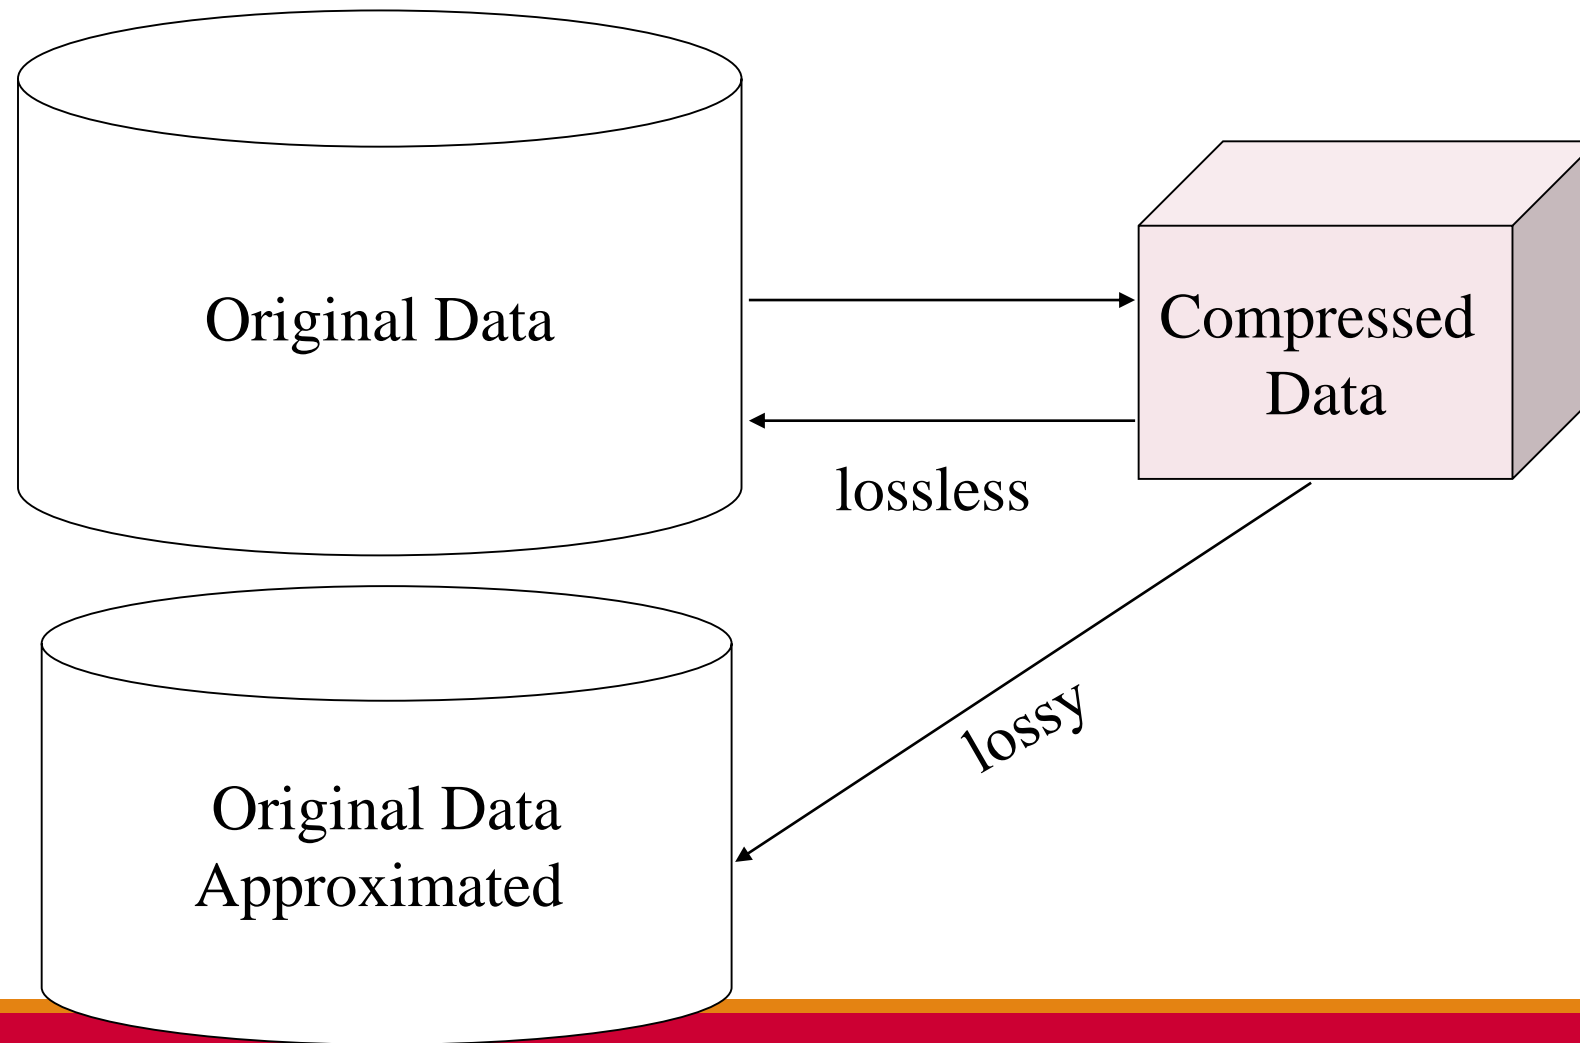 Original Data
Compressed
Data
lossless
lossy
Original Data
Approximated